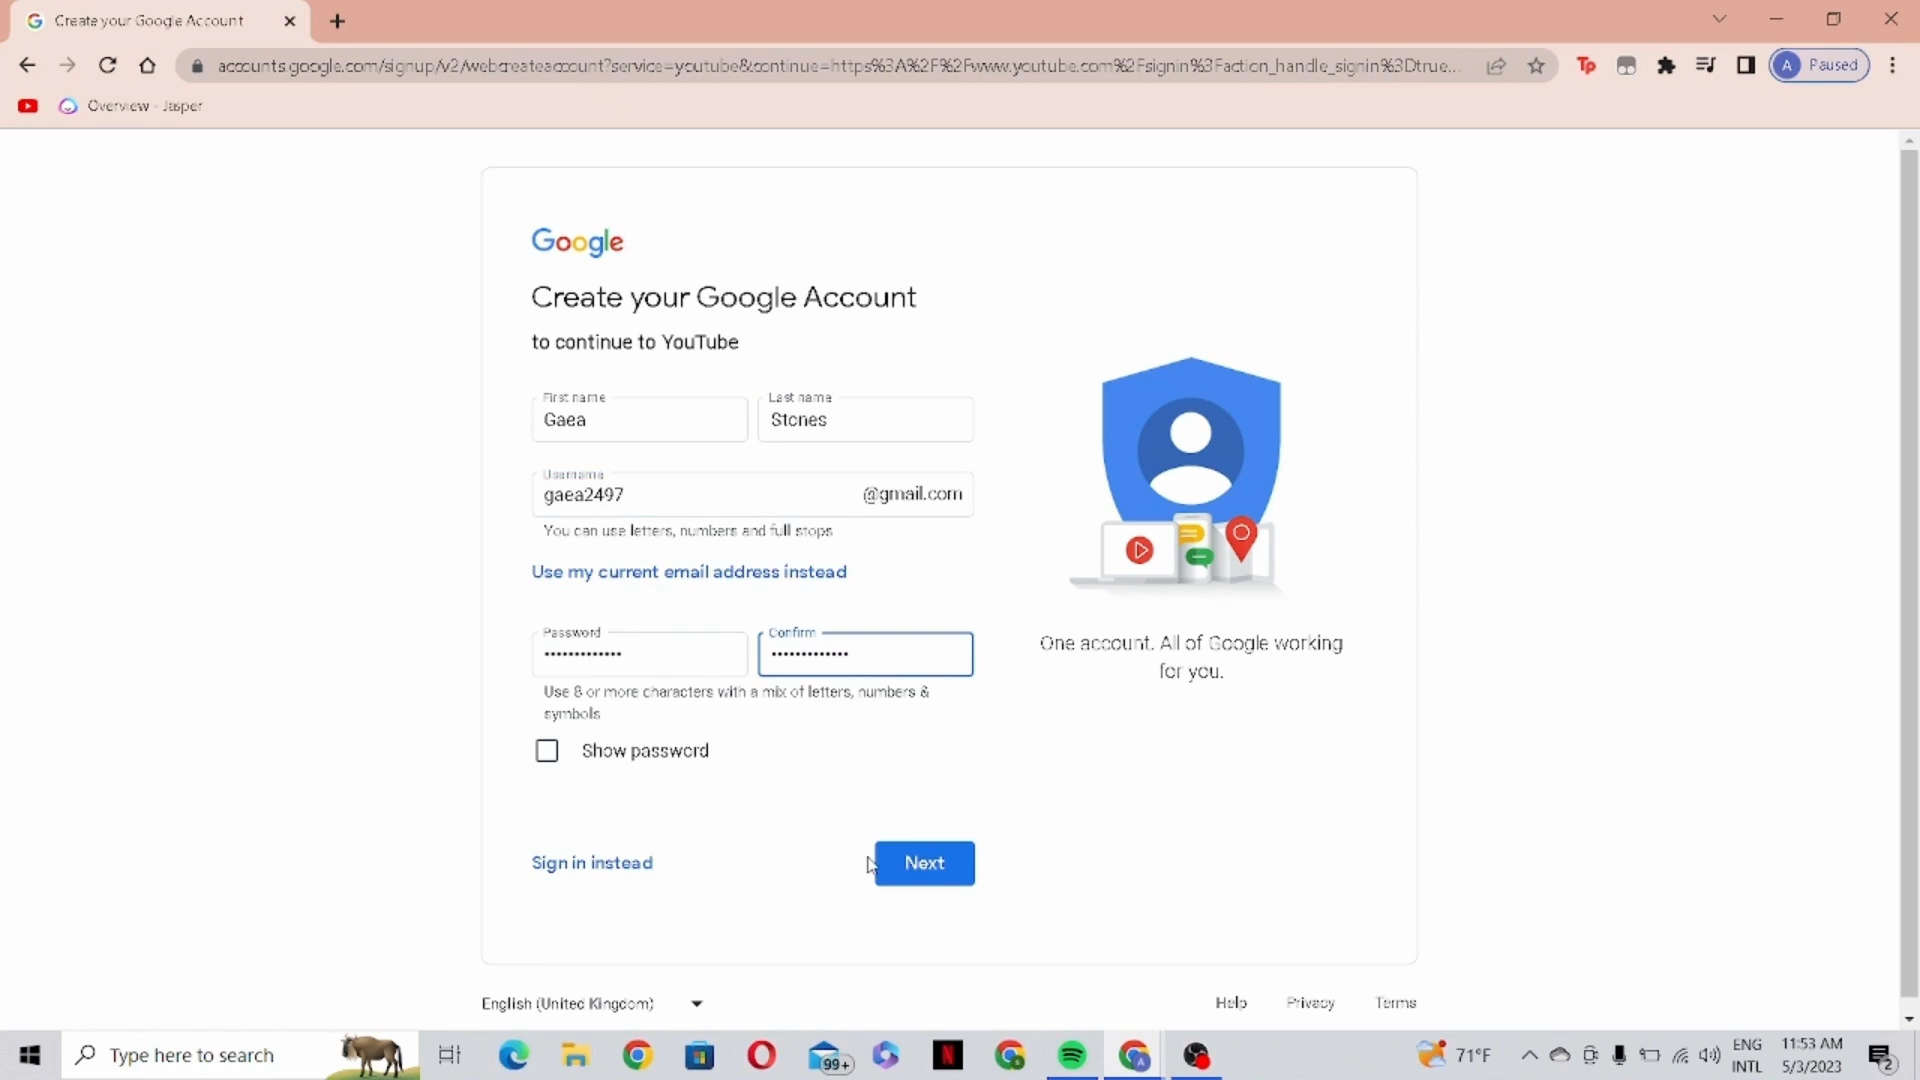 Create your Google Account
accounts.google.com/signup/v2/webcreateaccount?service=youtube&continue=https%3A%2F%2Fwww.youtube.com%2Fsignin%3Faction_handle_signin%3Dtrue...
Tp
A Paused
Overview - Jasper
Google
Create your Google Account
to continue to YouTube
First name
Last name
Gaea
Stones
Username
gaea2497
@gmail.com
You can use letters, numbers and full stops
Use my current email address instead
Password
Confirm
•••••••••••••
•••••••••••••
Use 8 or more characters with a mix of letters, numbers &
symbols
Show password
One account. All of Google working
for you.
Sign in instead
Next
English (United Kingdom)
Help
Privacy
Terms
Type here to search
99+
N
A
71°F
ENG
INTL
11:53 AM
5/3/2023
2